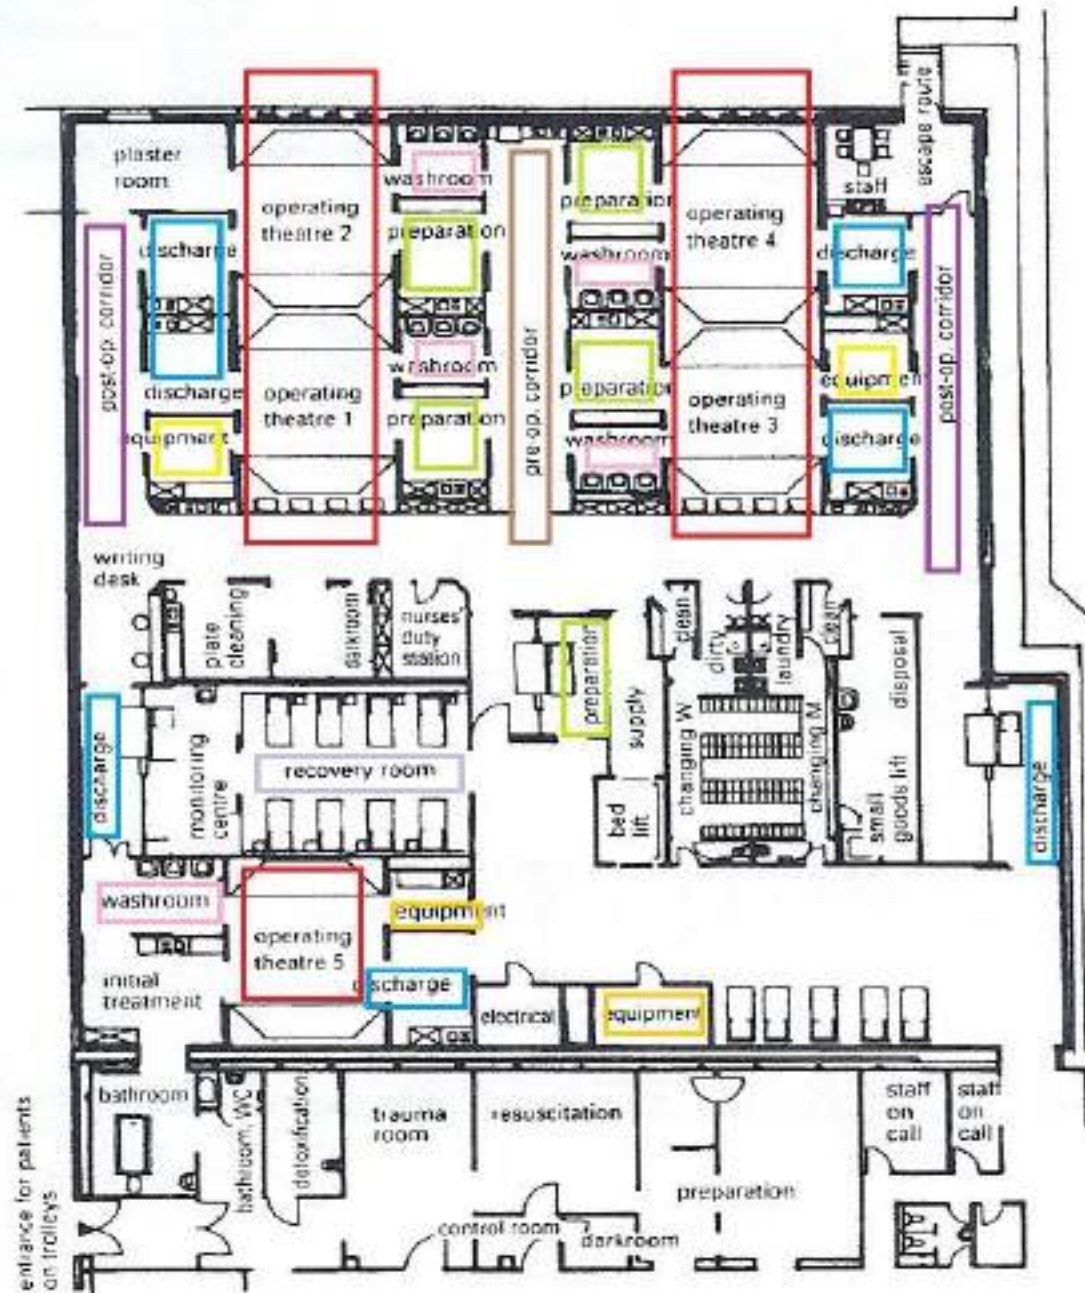 plaster
room
washroom
preparation
staff
escape route
operating
theatre 2
operating
theatre 4
discharge
preparation
washroom
discharge
post-op. corridor
pre-op. corridor
post-op. corridor
washroom
preparation
equipment
discharge
operating
theatre 1
operating
theatre 3
equipment
preparation
washroom
discharge
writing
desk
plate
cleaning
darkroom
nurses'
duty
station
preparation
supply
clean
dirty
laundry
clean
disposal
discharge
monitoring
centre
recovery room
bed
lift
changing W
changing M
small
goods lift
discharge
washroom
equipment
operating
theatre 5
initial
treatment
discharge
electrical
equipment
bathroom
bathroom, WC
detoxification
trauma
room
resuscitation
staff
on
call
staff
on
call
preparation
control room
darkroom
entrance for patients
on trolleys